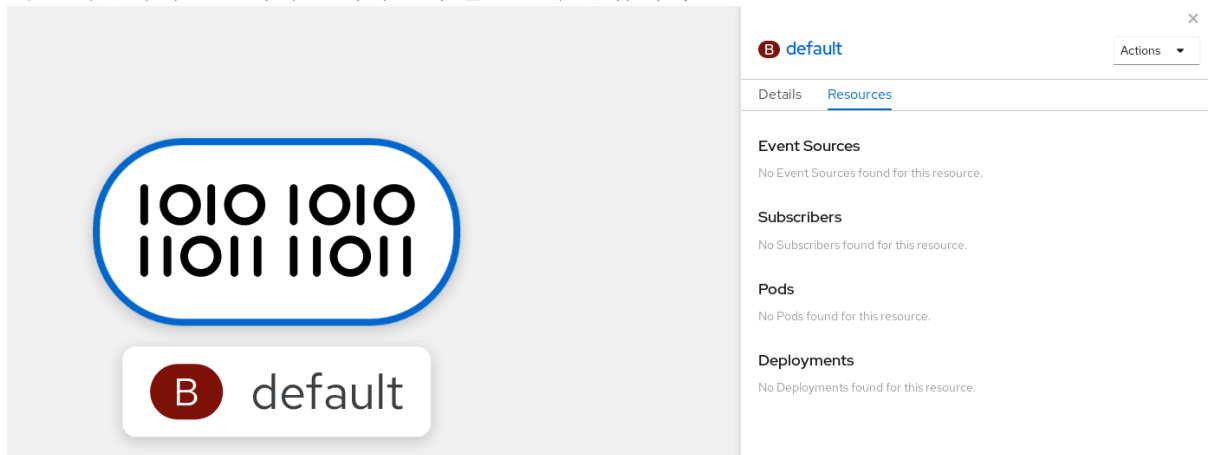 1010 1010
11011 11011
B default
B default
Actions
Details Resources
Event Sources
No Event Sources found for this resource.
Subscribers
No Subscribers found for this resource.
Pods
No Pods found for this resource.
Deployments
No Deployments found for this resource.